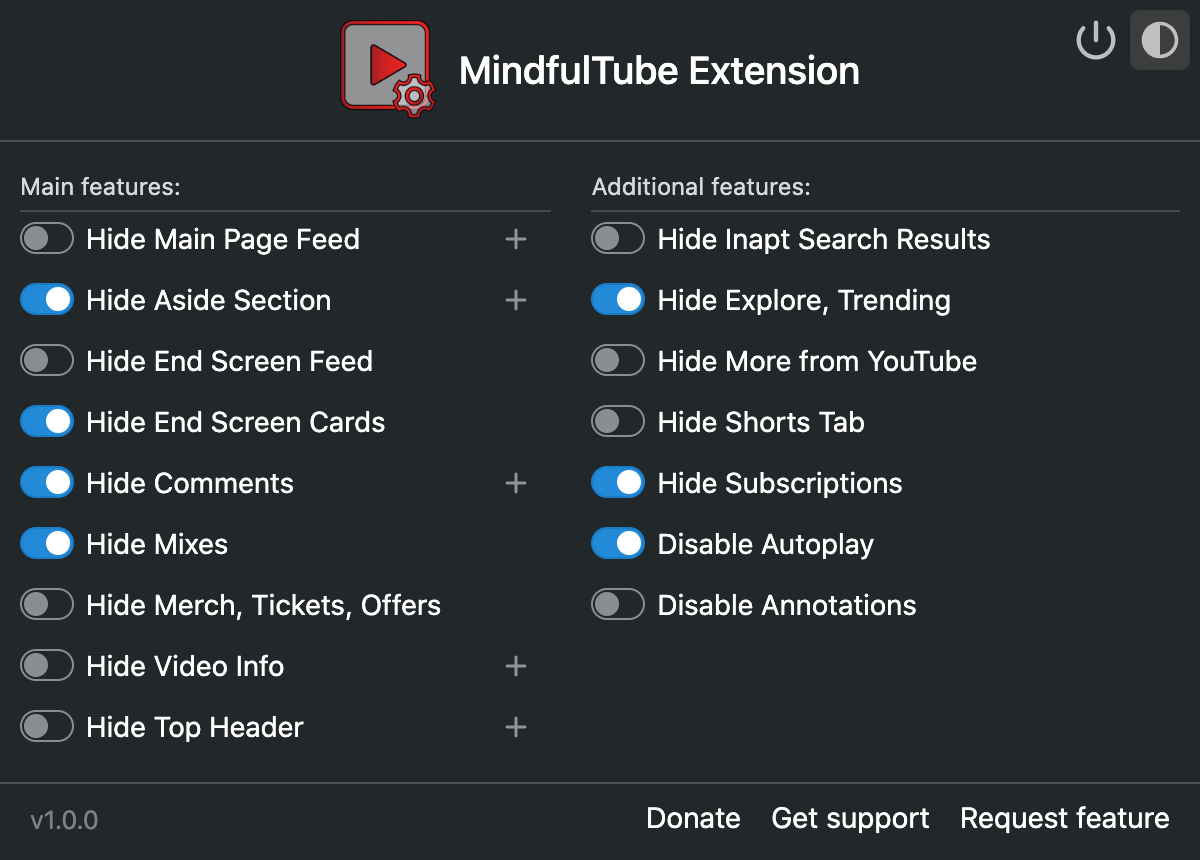 MindfulTube Extension
Main features:
Hide Main Page Feed +
Hide Aside Section +
Hide End Screen Feed
Hide End Screen Cards
Hide Comments +
Hide Mixes
Hide Merch, Tickets, Offers
Hide Video Info +
Hide Top Header +
Additional features:
Hide Inapt Search Results
Hide Explore, Trending
Hide More from YouTube
Hide Shorts Tab
Hide Subscriptions
Disable Autoplay
Disable Annotations
v1.0.0
Donate Get support Request feature